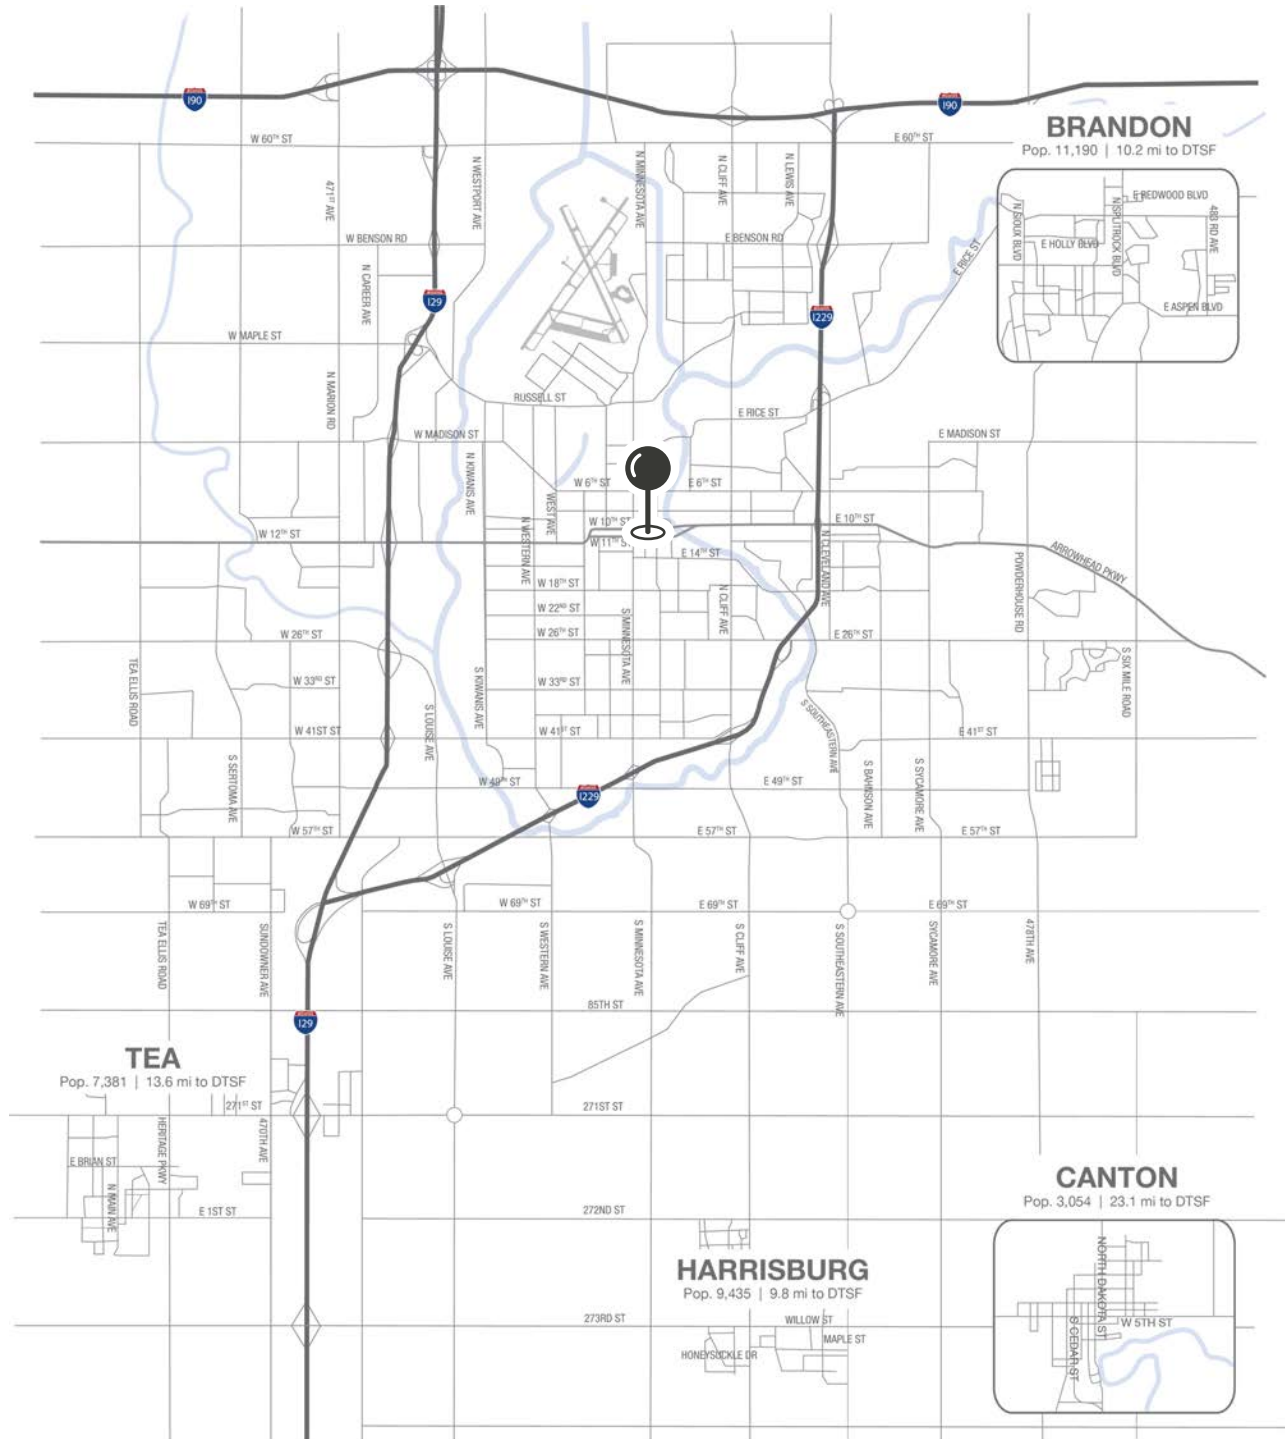 I90
I90
BRANDON
Pop. 11,190 | 10.2 mi to DTSF
W 60TH ST
E 60TH ST
N WESTPORT AVE
N MINNESOTA AVE
N CLIFF AVE
N LEWIS AVE
471ST AVE
E REDWOOD BLVD
N SIOUX BLVD
N SPLITROCK BLVD
483 RD AVE
E HOLLY BLVD
E ASPEN BLVD
W BENSON RD
E BENSON RD
E RICE ST
N CAREER AVE
I29
I229
W MAPLE ST
N MARION RD
RUSSELL ST
E RICE ST
W MADISON ST
E MADISON ST
N KIWANIS AVE
W 6TH ST
E 6TH ST
WEST AVE
W 10TH ST
E 10TH ST
N WESTERN AVE
W 12TH ST
W 11TH ST
E 14TH ST
N CLEVELAND AVE
ARROWHEAD PKWY
POWDERHOUSE RD
W 18TH ST
N CLIFF AVE
W 22ND ST
S MINNESOTA AVE
W 26TH ST
W 26TH ST
E 26TH ST
TEA ELLIS ROAD
S SIX MILE ROAD
W 33RD ST
S KIWANIS AVE
W 33RD ST
S LOUISE AVE
S SOUTHEASTERN AVE
W 41ST ST
W 41ST ST
E 41ST ST
S SERTOMA AVE
S BAHNSON AVE
S SYCAMORE AVE
W 49TH ST
E 49TH ST
I229
W 57TH ST
E 57TH ST
E 57TH ST
W 69TH ST
W 69TH ST
E 69TH ST
E 69TH ST
TEA ELLIS ROAD
SUNDOWNER AVE
S LOUISE AVE
S WESTERN AVE
S MINNESOTA AVE
S CLIFF AVE
S SOUTHEASTERN AVE
SYCAMORE AVE
478TH AVE
85TH ST
I29
TEA
Pop. 7,381 | 13.6 mi to DTSF
271ST ST
271ST ST
HERITAGE PKWY
470TH AVE
E BRIAN ST
N MAIN AVE
E 1ST ST
272ND ST
CANTON
Pop. 3,054 | 23.1 mi to DTSF
NORTH DAKOTA ST
W 5TH ST
S CEDAR ST
HARRISBURG
Pop. 9,435 | 9.8 mi to DTSF
273RD ST
WILLOW ST
MAPLE ST
HONEYSUCKLE DR